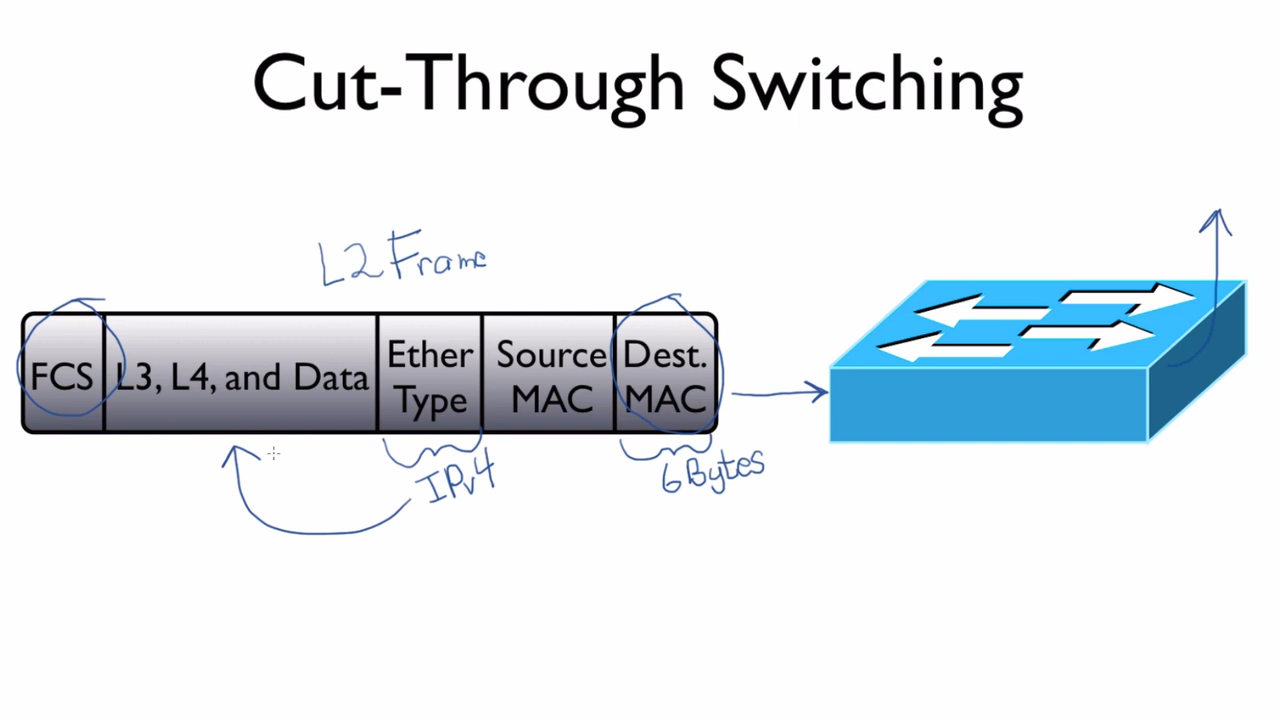 Cut-Through Switching
L2 Frame
FCS
L3, L4, and Data
Ether
Type
Source
MAC
Dest.
MAC
IPv4
6 Bytes